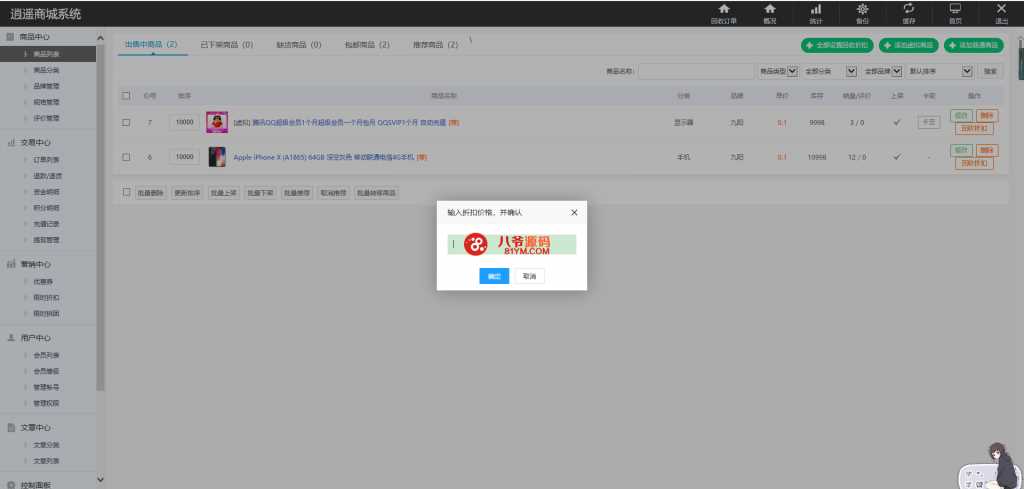 逍遥商城系统
回收订单 概况 统计 备份 缓存 首页 退出
商品中心
商品列表
商品分类
品牌管理
规格管理
评价管理
交易中心
订单列表
退款/退货
资金明细
积分明细
充值记录
提现管理
营销中心
优惠券
限时折扣
限时拼团
用户中心
会员列表
会员等级
管理帐号
管理权限
文章中心
文章分类
文章列表
控制面板
出售中商品（2） 已下架商品（0） 缺货商品（0） 包邮商品（2） 推荐商品（2） \
全部设置回收折扣 添加虚拟商品 添加普通商品
商品名称: 商品类型 全部分类 全部品牌 默认排序 搜索
ID号 排序 商品名称 分类 品牌 单价 库存 销量/评价 上架 卡密 操作
7 10000 [虚拟] 腾讯QQ超级会员1个月超级会员一个月包月 QQSVIP1个月 自动充值 [荐] 显示器 九阳 0.1 9998 3 / 0 卡密 修改 删除
回收折扣
6 10000 Apple iPhone X (A1865) 64GB 深空灰色 移动联通电信4G手机 [荐] 手机 九阳 0.1 10998 12 / 0 - 修改 删除
回收折扣
批量删除 更新排序 批量上架 批量下架 批量推荐 取消推荐 批量转移商品
输入折扣价格，并确认
八爷源码
81YM.COM
确定 取消